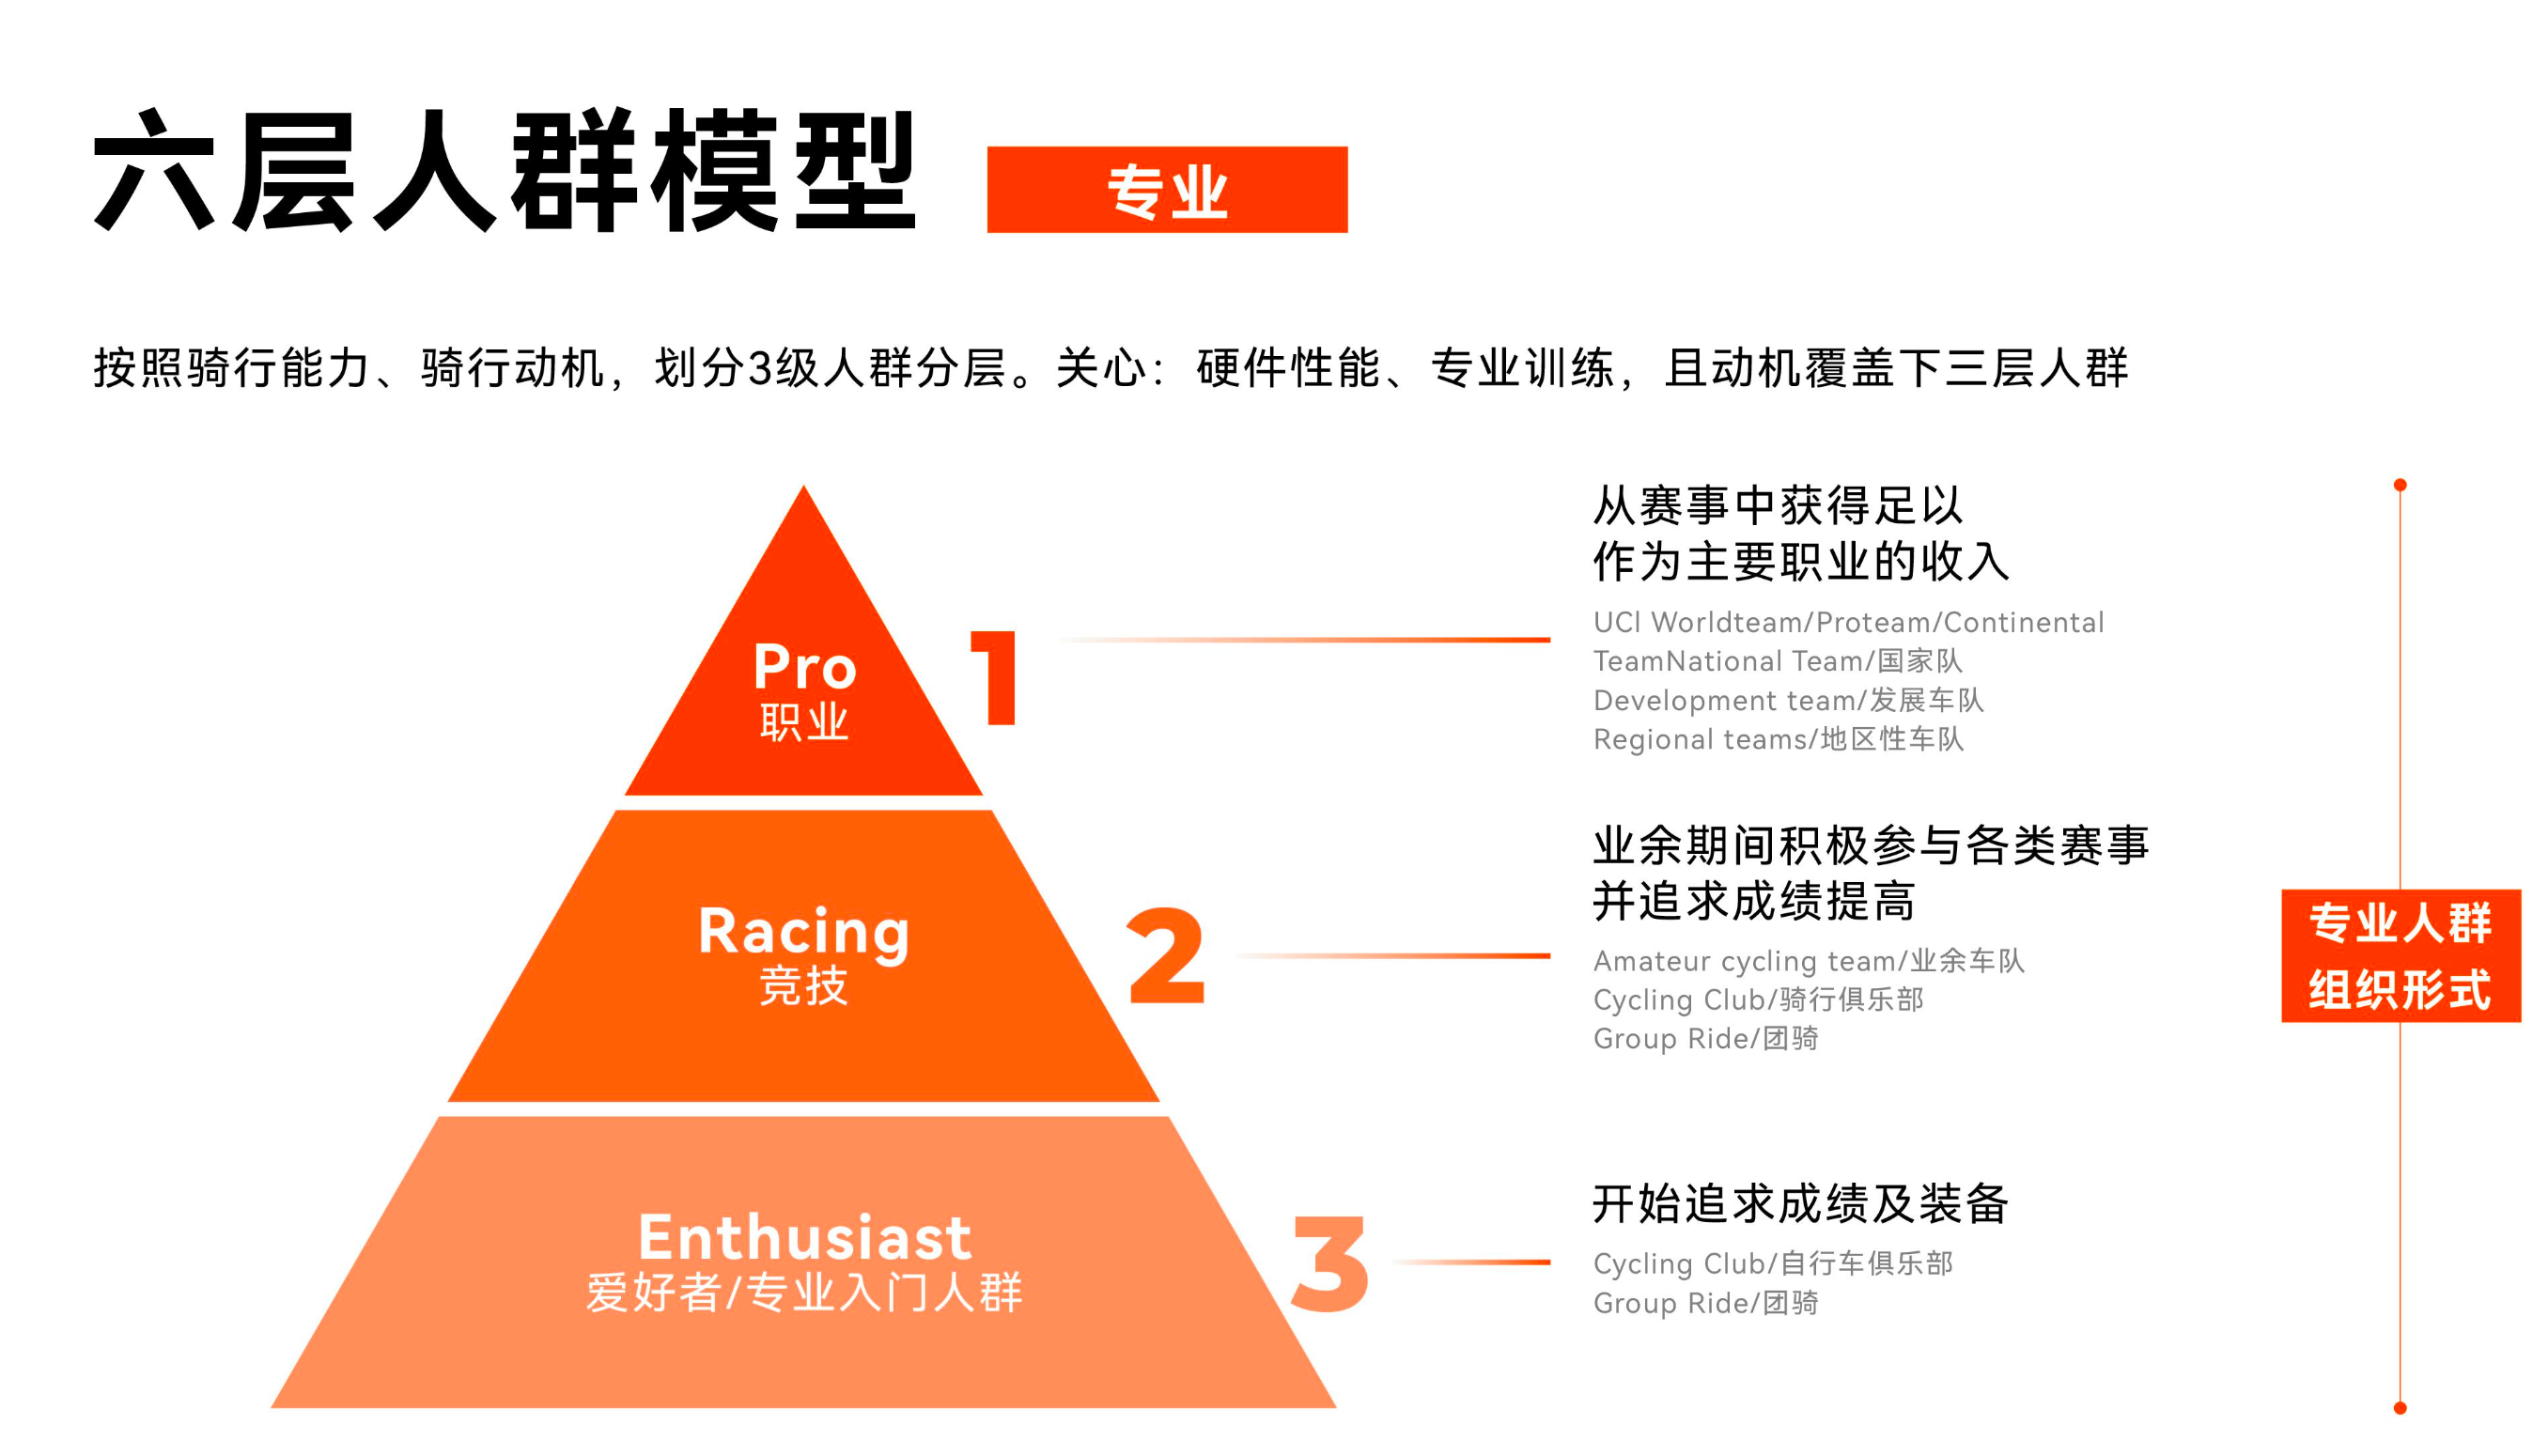 六层人群模型
专业
按照骑行能力、骑行动机，划分3级人群分层。关心：硬件性能、专业训练，且动机覆盖下三层人群
Pro
职业
1
从赛事中获得足以
作为主要职业的收入
UCl Worldteam/Proteam/Continental
TeamNational Team/国家队
Development team/发展车队
Regional teams/地区性车队
Racing
竞技
2
业余期间积极参与各类赛事
并追求成绩提高
Amateur cycling team/业余车队
Cycling Club/骑行俱乐部
Group Ride/团骑
Enthusiast
爱好者/专业入门人群
3
开始追求成绩及装备
Cycling Club/自行车俱乐部
Group Ride/团骑
专业人群
组织形式